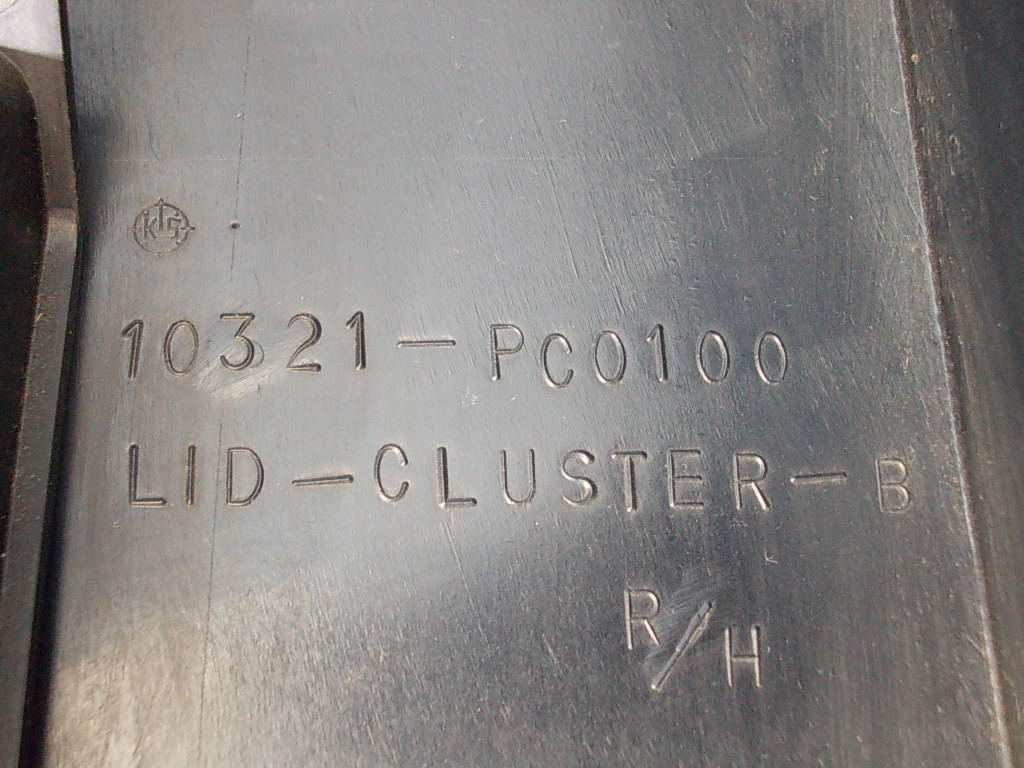 10321-PC0100
LID-CLUSTER-B
R/H